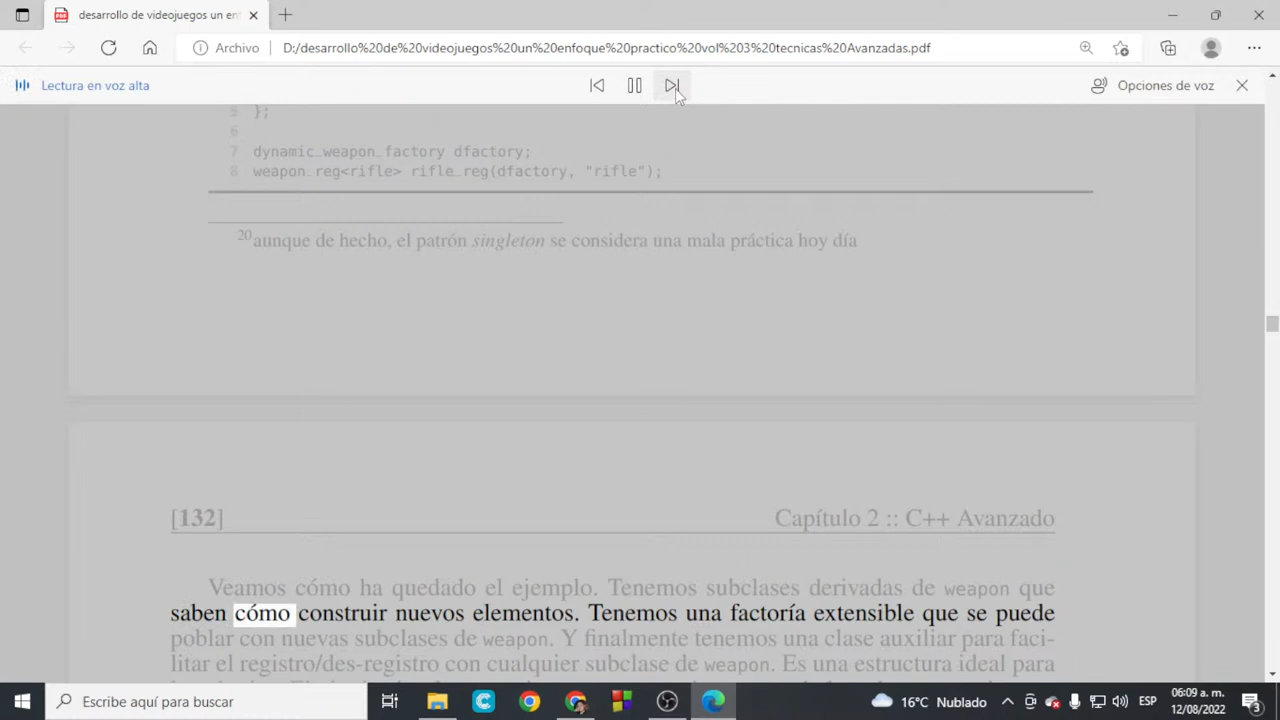 desarrollo de videojuegos un enf
Archivo
D:/desarrollo%20de%20videojuegos%20un%20enfoque%20practico%20vol%203%20tecnicas%20Avanzadas.pdf
Lectura en voz alta
Opciones de voz
5 };
6
7 dynamic_weapon_factory dfactory;
8 weapon_reg<rifle> rifle_reg(dfactory, "rifle");
20aunque de hecho, el patrón singleton se considera una mala práctica hoy día
[132] Capítulo 2 :: C++ Avanzado
Veamos cómo ha quedado el ejemplo. Tenemos subclases derivadas de weapon que
saben cómo construir nuevos elementos. Tenemos una factoría extensible que se puede
poblar con nuevas subclases de weapon. Y finalmente tenemos una clase auxiliar para faci-
litar el registro/des-registro con cualquier subclase de weapon. Es una estructura ideal para
Escribe aquí para buscar
16°C Nublado
ESP
06:09 a. m.
12/08/2022
3